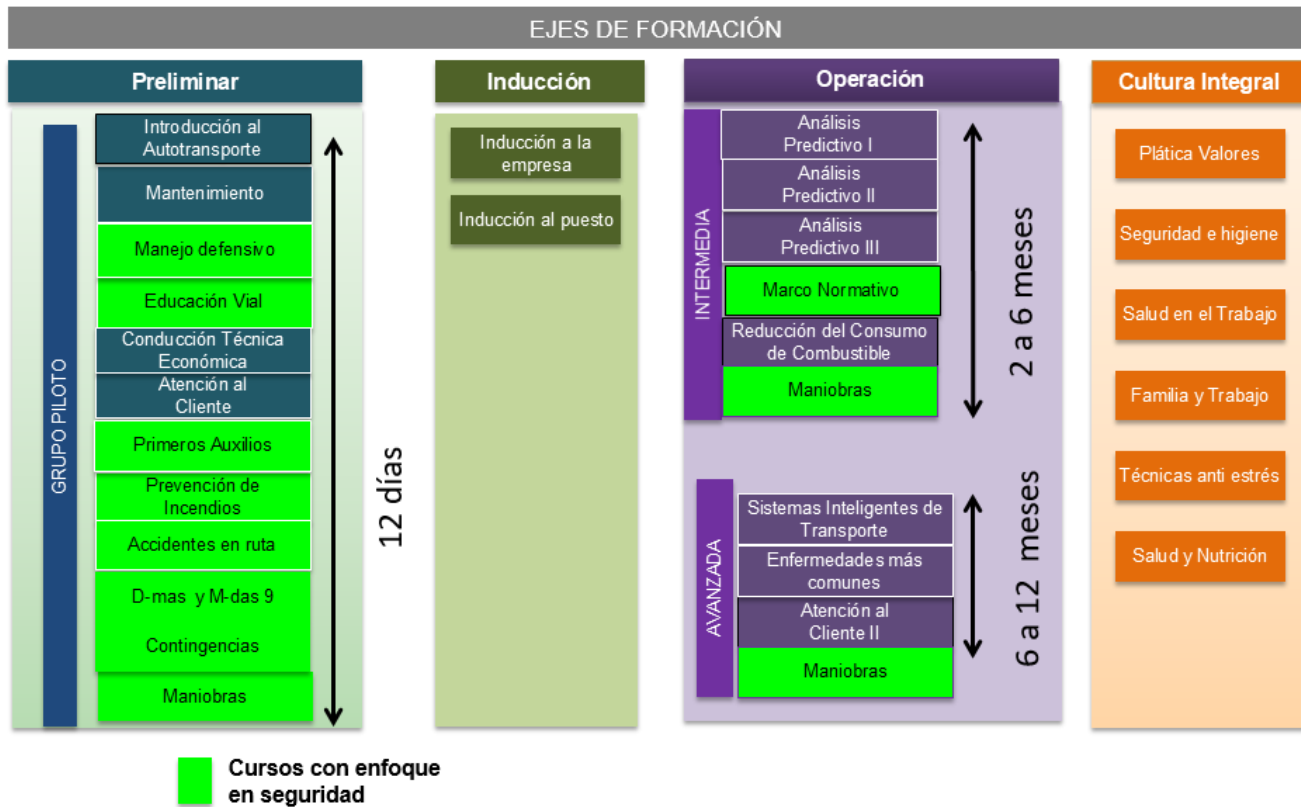 EJES DE FORMACIÓN
Preliminar
GRUPO PILOTO
Introducción al
Autotransporte
Mantenimiento
Manejo defensivo
Educación Vial
Conducción Técnica
Económica
Atención al
Cliente
Primeros Auxilios
Prevención de
Incendios
Accidentes en ruta
D-mas y M-das 9
Contingencias
Maniobras
12 días
Inducción
Inducción a la
empresa
Inducción al puesto
Operación
INTERMEDIA
Análisis
Predictivo I
Análisis
Predictivo II
Análisis
Predictivo III
Marco Normativo
Reducción del Consumo
de Combustible
Maniobras
2 a 6 meses
AVANZADA
Sistemas Inteligentes de
Transporte
Enfermedades más
comunes
Atención al
Cliente II
Maniobras
6 a 12 meses
Cultura Integral
Plática Valores
Seguridad e higiene
Salud en el Trabajo
Familia y Trabajo
Técnicas anti estrés
Salud y Nutrición
Cursos con enfoque
en seguridad